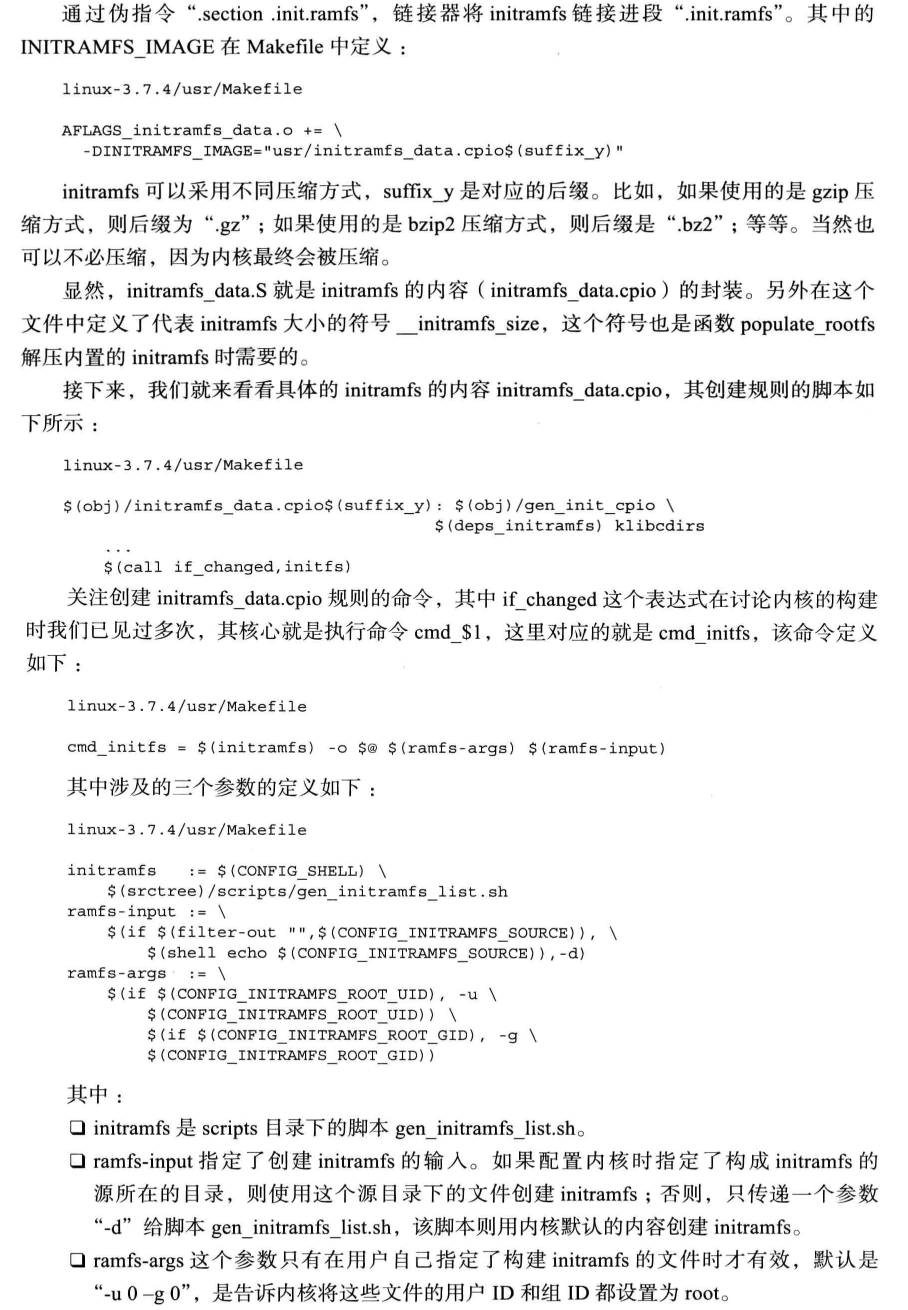 通过伪指令“.section .init.ramfs”，链接器将 initramfs 链接进段“.init.ramfs”。其中的
INITRAMFS_IMAGE 在 Makefile 中定义：
linux-3.7.4/usr/Makefile
AFLAGS_initramfs_data.o += \
-DINITRAMFS_IMAGE="usr/initramfs_data.cpio$(suffix_y)"
initramfs 可以采用不同压缩方式，suffix_y 是对应的后缀。比如，如果使用的是 gzip 压
缩方式，则后缀为“.gz”；如果使用的是 bzip2 压缩方式，则后缀是“.bz2”；等等。当然也
可以不必压缩，因为内核最终会被压缩。
显然，initramfs_data.S 就是 initramfs 的内容（initramfs_data.cpio）的封装。另外在这个
文件中定义了代表 initramfs 大小的符号 __initramfs_size，这个符号也是函数 populate_rootfs
解压内置的 initramfs 时需要的。
接下来，我们就来看看具体的 initramfs 的内容 initramfs_data.cpio，其创建规则的脚本如
下所示：
linux-3.7.4/usr/Makefile
$(obj)/initramfs_data.cpio$(suffix_y): $(obj)/gen_init_cpio \
$(deps_initramfs) klibcdirs
...
$(call if_changed,initfs)
关注创建 initramfs_data.cpio 规则的命令，其中 if_changed 这个表达式在讨论内核的构建
时我们已见过多次，其核心就是执行命令 cmd_$1，这里对应的就是 cmd_initfs，该命令定义
如下：
linux-3.7.4/usr/Makefile
cmd_initfs = $(initramfs) -o $@ $(ramfs-args) $(ramfs-input)
其中涉及的三个参数的定义如下：
linux-3.7.4/usr/Makefile
initramfs := $(CONFIG_SHELL) \
$(srctree)/scripts/gen_initramfs_list.sh
ramfs-input := \
$(if $(filter-out "",$(CONFIG_INITRAMFS_SOURCE)), \
$(shell echo $(CONFIG_INITRAMFS_SOURCE)),-d)
ramfs-args := \
$(if $(CONFIG_INITRAMFS_ROOT_UID), -u \
$(CONFIG_INITRAMFS_ROOT_UID)) \
$(if $(CONFIG_INITRAMFS_ROOT_GID), -g \
$(CONFIG_INITRAMFS_ROOT_GID))
其中：
❑ initramfs 是 scripts 目录下的脚本 gen_initramfs_list.sh。
❑ ramfs-input 指定了创建 initramfs 的输入。如果配置内核时指定了构成 initramfs 的
源所在的目录，则使用这个源目录下的文件创建 initramfs；否则，只传递一个参数
“-d”给脚本 gen_initramfs_list.sh，该脚本则用内核默认的内容创建 initramfs。
❑ ramfs-args 这个参数只有在用户自己指定了构建 initramfs 的文件时才有效，默认是
“-u 0 –g 0”，是告诉内核将这些文件的用户 ID 和组 ID 都设置为 root。